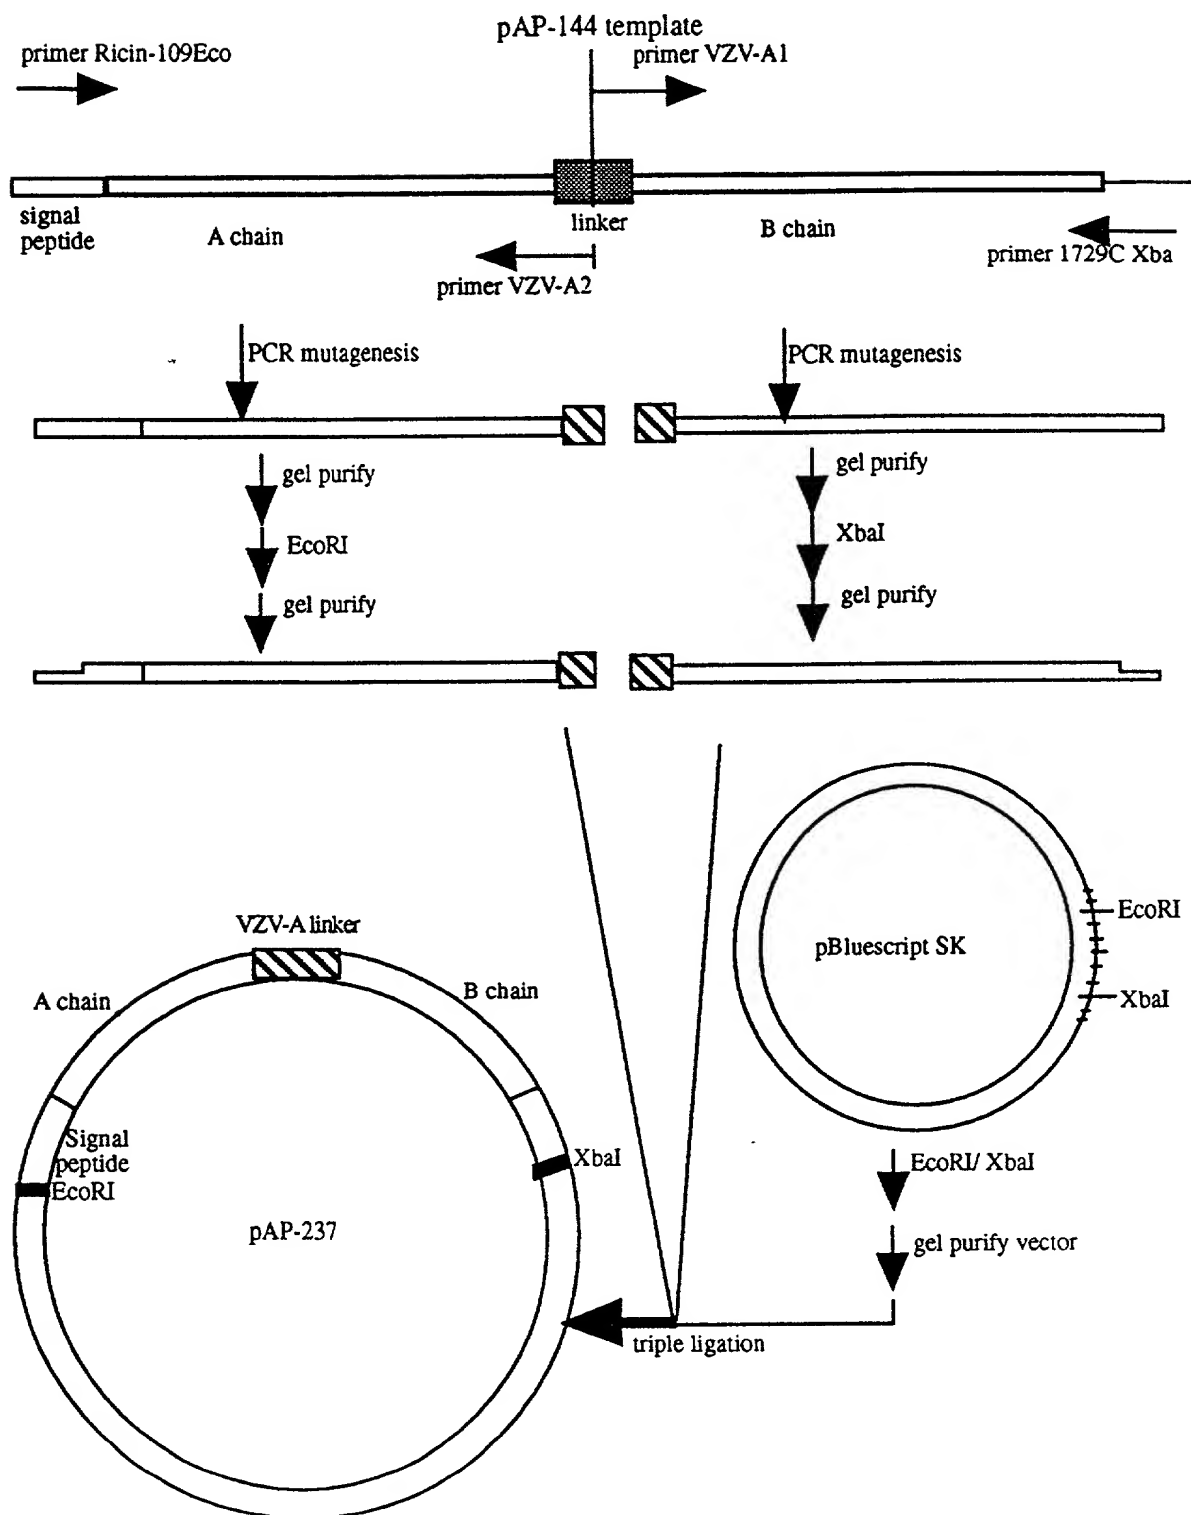 pAP-144 template
primer Ricin-109Eco
primer VZV-A1
signal
peptide
A chain
linker
B chain
primer VZV-A2
primer 1729C Xba
PCR mutagenesis
PCR mutagenesis
gel purify
gel purify
EcoRI
XbaI
gel purify
gel purify
VZV-A linker
A chain
B chain
pBluescript SK
EcoRI
XbaI
Signal
peptide
EcoRI
XbaI
pAP-237
EcoRI/ XbaI
gel purify vector
triple ligation